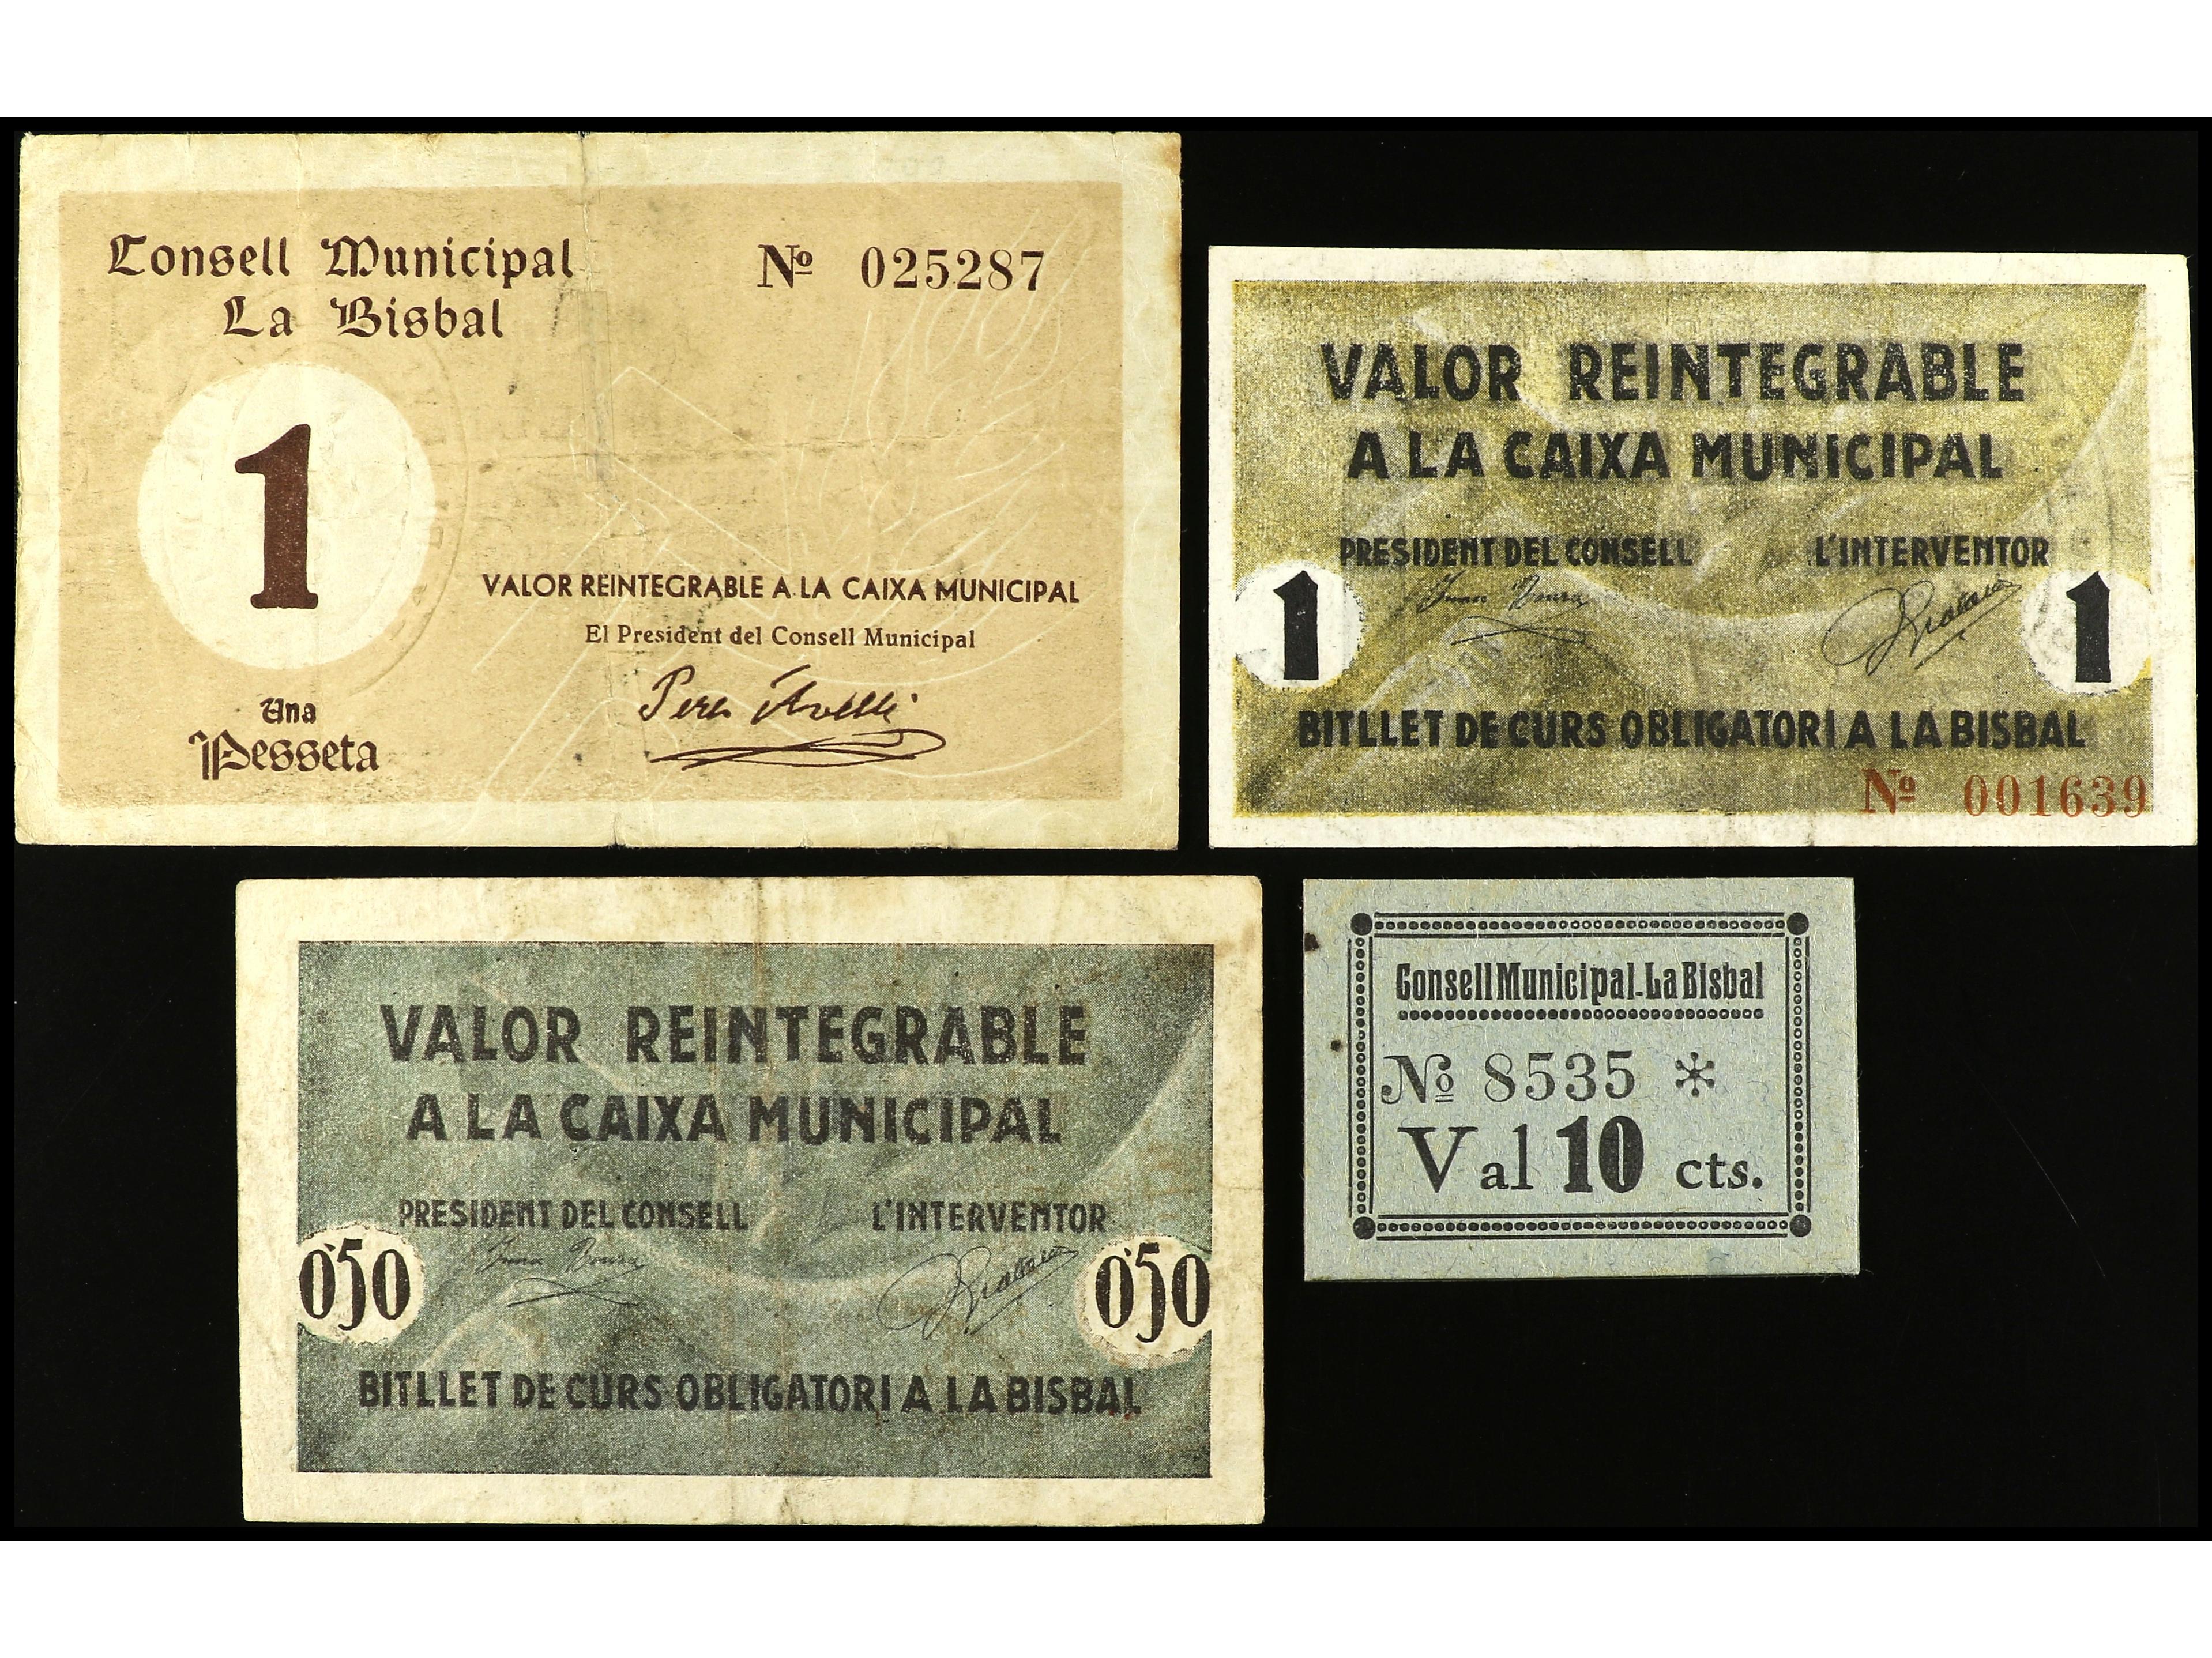 Consell Municipal
La Bisbal
Nº 025287
1
VALOR REINTEGRABLE A LA CAIXA MUNICIPAL
El President del Consell Municipal
Una
Pesseta
VALOR REINTEGRABLE
A LA CAIXA MUNICIPAL
PRESIDENT DEL CONSELL L'INTERVENTOR
1 1
BITLLET DE CURS OBLIGATORI A LA BISBAL
Nº 001639
VALOR REINTEGRABLE
A LA CAIXA MUNICIPAL
PRESIDENT DEL CONSELL L'INTERVENTOR
0'50 0'50
BITLLET DE CURS OBLIGATORI A LA BISBAL
Consell Municipal-La Bisbal
Nº 8535 *
Val 10 cts.